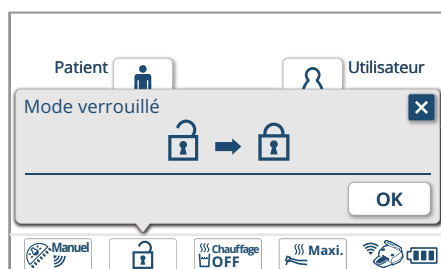 Patient
Utilisateur
Mode verrouillé
OK
Manuel
Chauffage
OFF
Maxi.